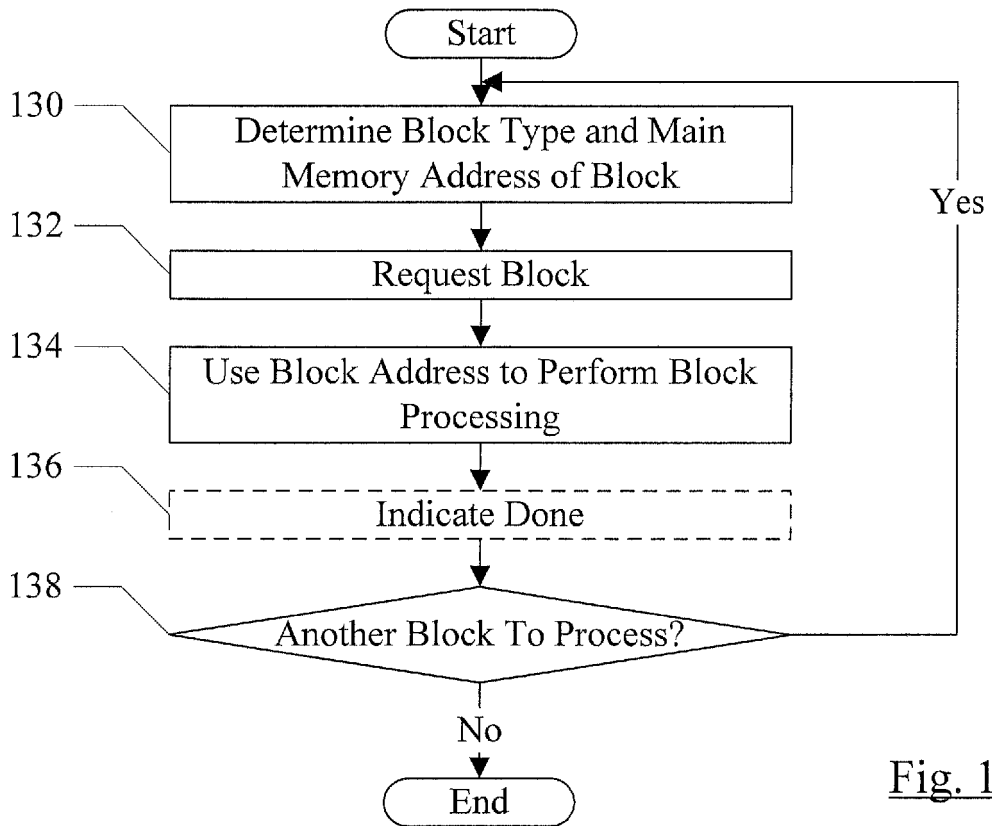 Start
130
Determine Block Type and Main
Memory Address of Block
Yes
132
Request Block
134
Use Block Address to Perform Block
Processing
136
Indicate Done
138
Another Block To Process?
No
End
Fig. 1